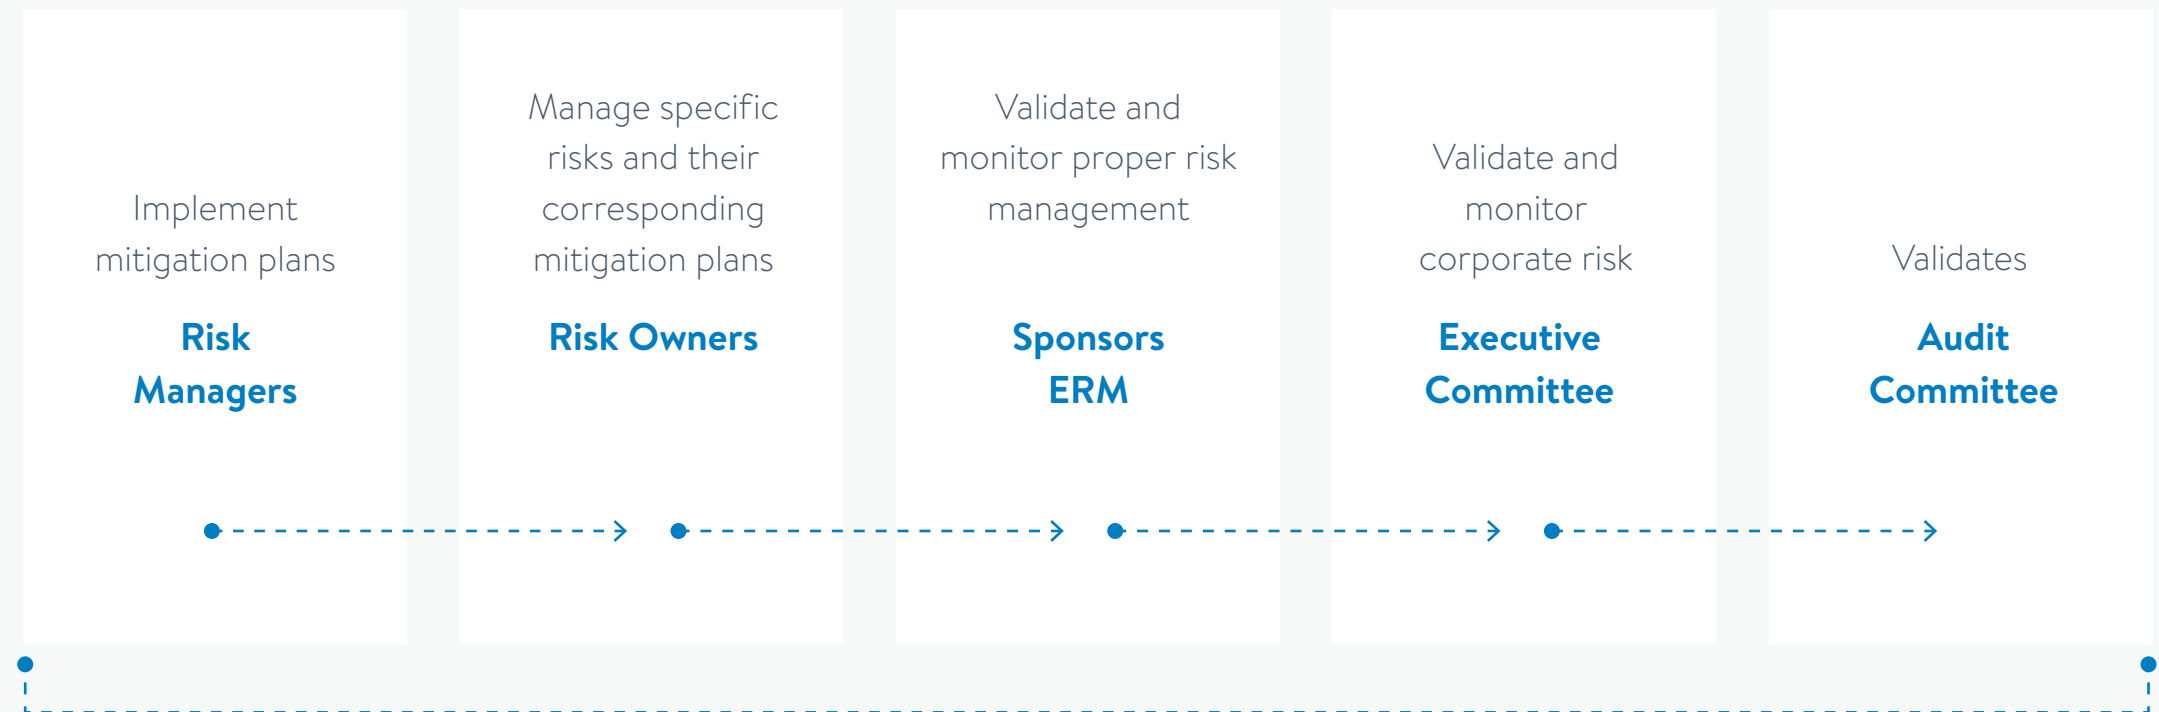 Implement
mitigation plans
Risk
Managers
Manage specific
risks and their
corresponding
mitigation plans
Risk Owners
Validate and
monitor proper risk
management
Sponsors
ERM
Validate and
monitor
corporate risk
Executive
Committee
Validates
Audit
Committee